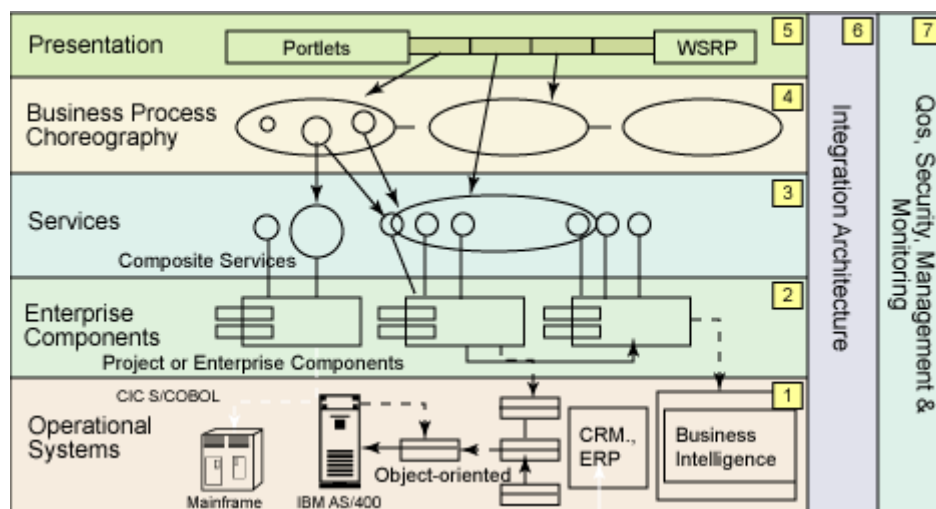 Presentation
Portlets
WSRP
5
Business Process
Choreography
4
Services
Composite Services
3
Enterprise
Components
Project or Enterprise Components
2
CIC S/COBOL
Operational
Systems
Mainframe
IBM AS/400
Object-oriented
CRM.,
ERP
Business
Intelligence
1
6
Integration Architecture
7
Qos, Security, Management &
Monitoring